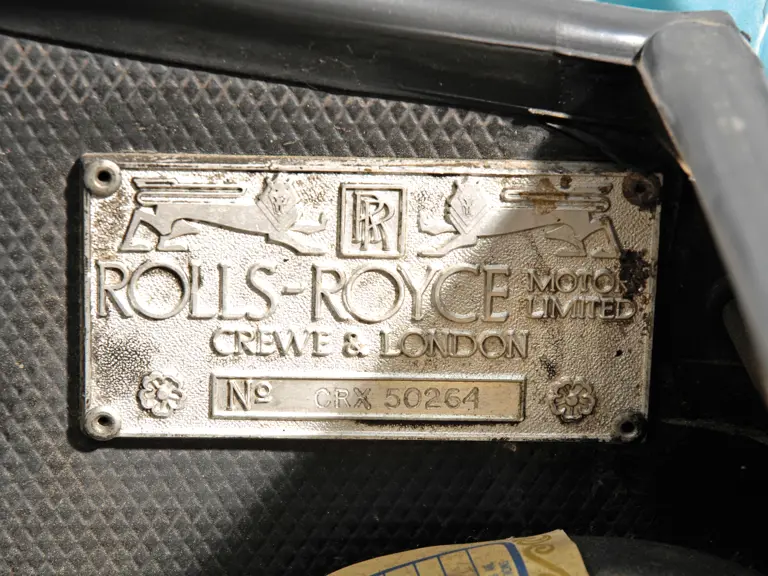 RR
ROLLS-ROYCE MOTORS
LIMITED
CREWE & LONDON
Nº CRX 50264